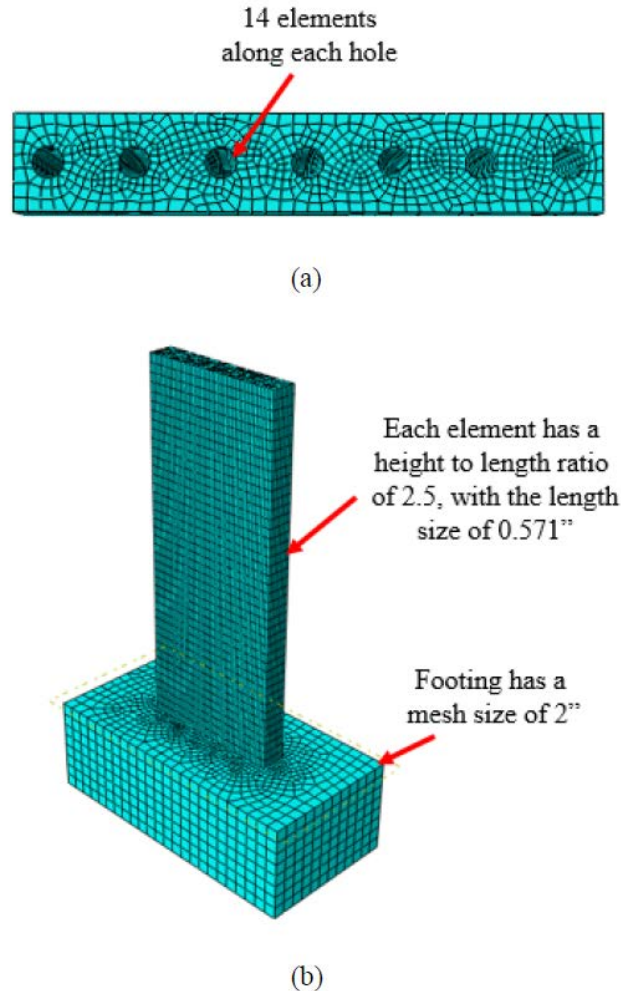 14 elements
along each hole
(a)
Each element has a
height to length ratio
of 2.5, with the length
size of 0.571”
Footing has a
mesh size of 2”
(b)